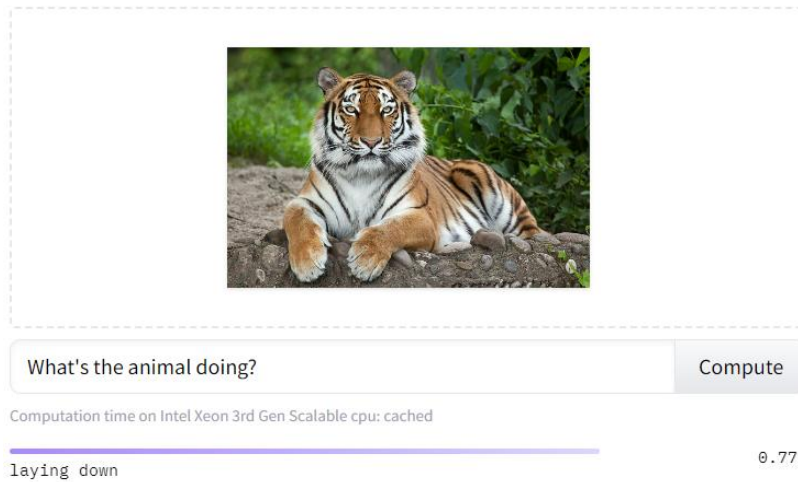 What's the animal doing?
Compute
Computation time on Intel Xeon 3rd Gen Scalable cpu: cached
0.77
laying down